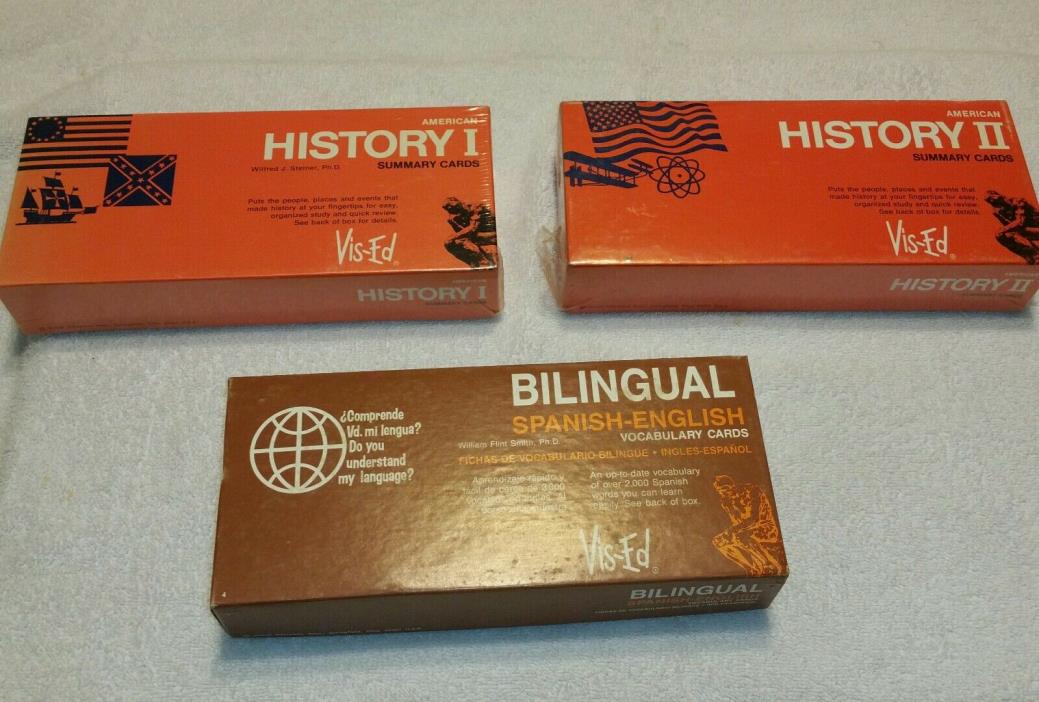 AMERICAN
HISTORY I
SUMMARY CARDS
Wilfred J. Steiner, Ph.D.
Puts the people, places and events that
made history at your fingertips for easy,
organized study and quick review.
See back of box for details.
Vis-Ed
HISTORY I
SUMMARY CARDS
AMERICAN
HISTORY II
SUMMARY CARDS
Puts the people, places and events that
made history at your fingertips for easy,
organized study and quick review.
See back of box for details.
Vis-Ed®
HISTORY II
BILINGUAL
SPANISH-ENGLISH
VOCABULARY CARDS
William Flint Smith, Ph.D.
FICHAS DE VOCABULARIO-BILINGUE • INGLES-ESPAÑOL
¿Comprende
Vd. mi lengua?
Do you
understand
my language?
An up-to-date vocabulary
of over 2,000 Spanish
words you can learn
easily. See back of box.
Vis-Ed®
4
BILINGUAL
SPANISH-ENGLISH